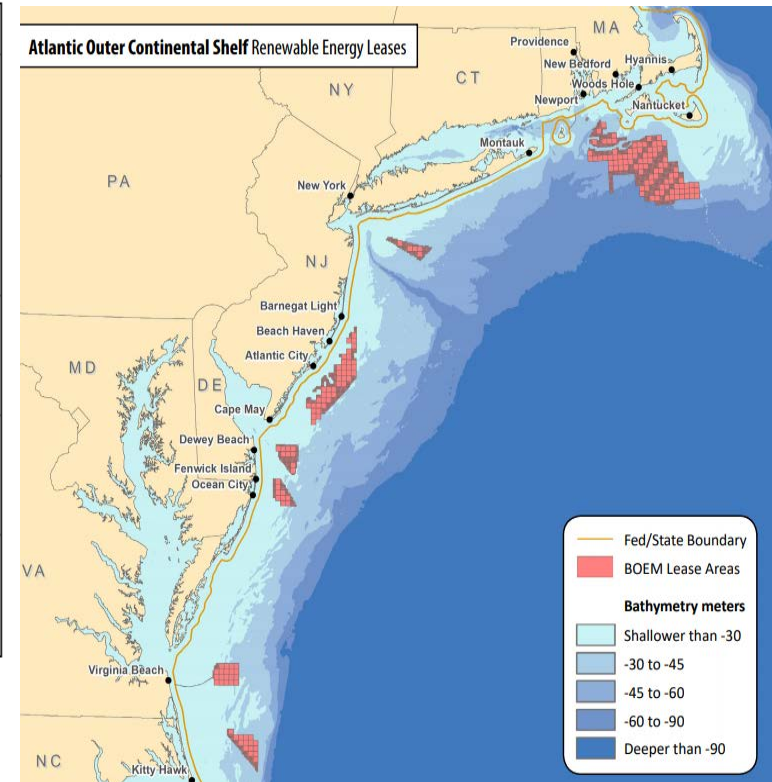 Atlantic Outer Continental Shelf Renewable Energy Leases
MA
Providence
New Bedford
Hyannis
Woods Hole
CT
NY
Newport
Nantucket
Montauk
PA
New York
NJ
Barnegat Light
Beach Haven
Atlantic City
MD
DE
Cape May
Dewey Beach
Fenwick Island
Ocean City
VA
Virginia Beach
NC
Kitty Hawk
Fed/State Boundary
BOEM Lease Areas
Bathymetry meters
Shallower than -30
-30 to -45
-45 to -60
-60 to -90
Deeper than -90